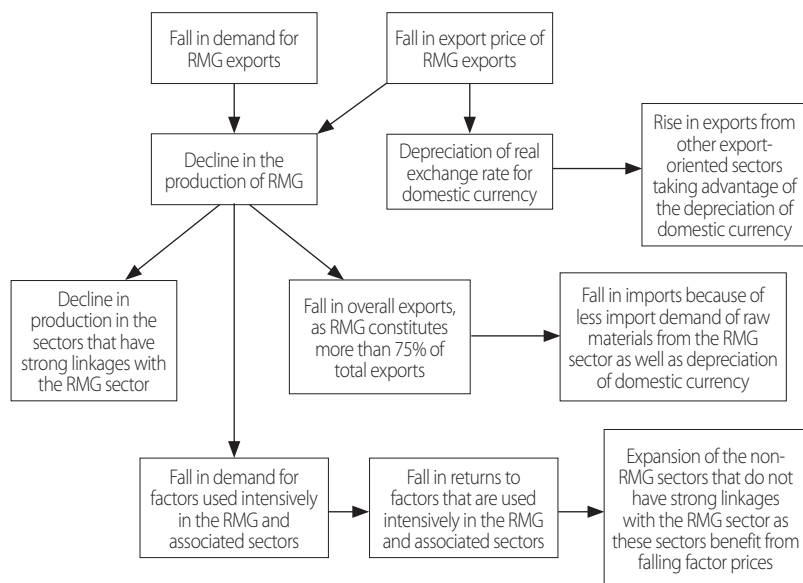 Fall in demand for
RMG exports
Fall in export price of
RMG exports
Decline in the
production of RMG
Depreciation of real
exchange rate for
domestic currency
Rise in exports from
other export-
oriented sectors
taking advantage of
the depreciation of
domestic currency
Decline in
production in the
sectors that have
strong linkages with
the RMG sector
Fall in overall exports,
as RMG constitutes
more than 75% of
total exports
Fall in imports because of
less import demand of raw
materials from the RMG
sector as well as depreciation
of domestic currency
Fall in demand for
factors used intensively
in the RMG and
associated sectors
Fall in returns to
factors that are used
intensively in the RMG
and associated sectors
Expansion of the non-
RMG sectors that do not
have strong linkages
with the RMG sector as
these sectors benefit from
falling factor prices